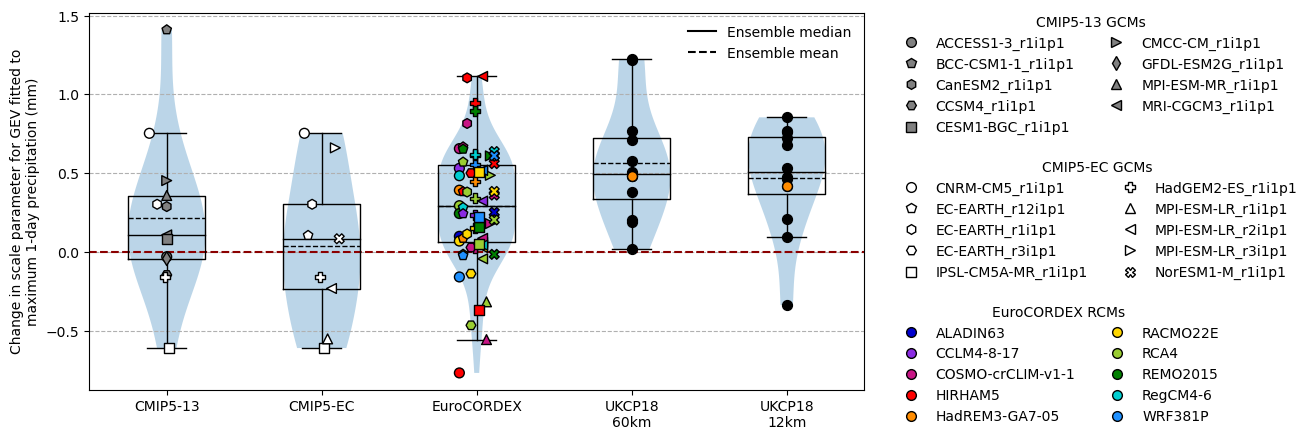 Change in scale parameter for GEV fitted to
maximum 1-day precipitation (mm)
1.5
1.0
0.5
0.0
−0.5
Ensemble median
Ensemble mean
CMIP5-13
CMIP5-EC
EuroCORDEX
UKCP18
60km
UKCP18
12km
CMIP5-13 GCMs
ACCESS1-3_r1i1p1
BCC-CSM1-1_r1i1p1
CanESM2_r1i1p1
CCSM4_r1i1p1
CESM1-BGC_r1i1p1
CMCC-CM_r1i1p1
GFDL-ESM2G_r1i1p1
MPI-ESM-MR_r1i1p1
MRI-CGCM3_r1i1p1
CMIP5-EC GCMs
CNRM-CM5_r1i1p1
EC-EARTH_r12i1p1
EC-EARTH_r1i1p1
EC-EARTH_r3i1p1
IPSL-CM5A-MR_r1i1p1
HadGEM2-ES_r1i1p1
MPI-ESM-LR_r1i1p1
MPI-ESM-LR_r2i1p1
MPI-ESM-LR_r3i1p1
NorESM1-M_r1i1p1
EuroCORDEX RCMs
ALADIN63
CCLM4-8-17
COSMO-crCLIM-v1-1
HIRHAM5
HadREM3-GA7-05
RACMO22E
RCA4
REMO2015
RegCM4-6
WRF381P